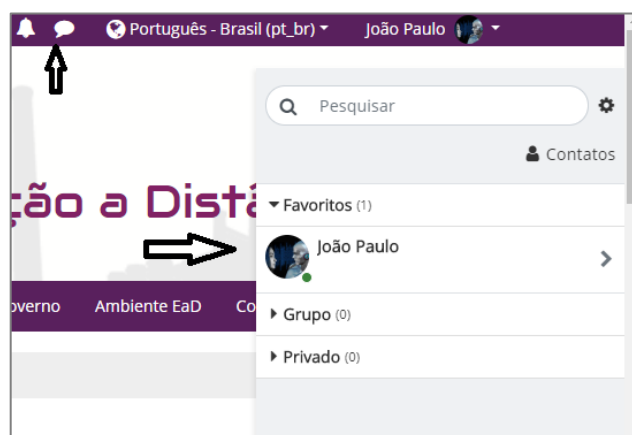 Português - Brasil (pt_br)
João Paulo
Pesquisar
Contatos
ção a Distâ
Favoritos (1)
João Paulo
overno Ambiente EaD Co
Grupo (0)
Privado (0)